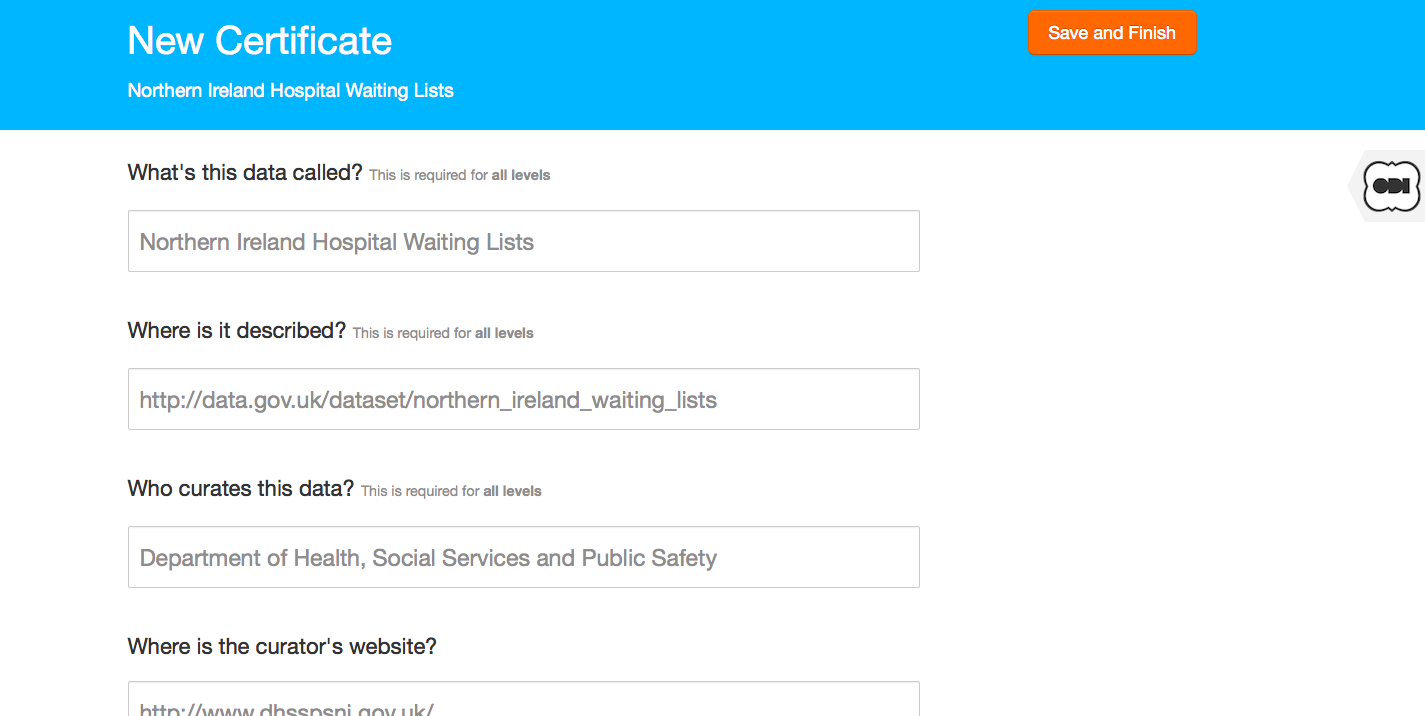 New Certificate
Save and Finish
Northern Ireland Hospital Waiting Lists
What's this data called? This is required for all levels
ODI
Northern Ireland Hospital Waiting Lists
Where is it described? This is required for all levels
http://data.gov.uk/dataset/northern_ireland_waiting_lists
Who curates this data? This is required for all levels
Department of Health, Social Services and Public Safety
Where is the curator's website?
http://www.dhsspsni.gov.uk/